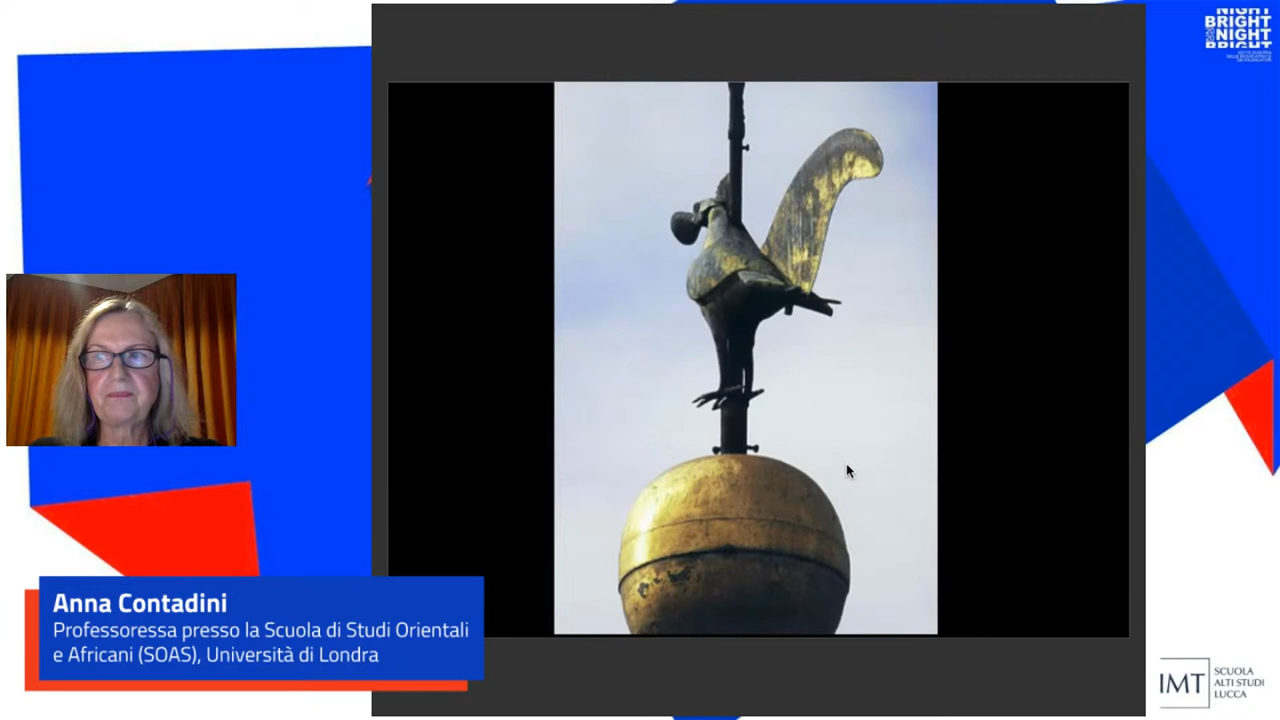 NIGHT
BRIGHT
NIGHT
BRIGHT
Anna Contadini
Professoressa presso la Scuola di Studi Orientali
e Africani (SOAS), Università di Londra
IMT
SCUOLA
ALTI STUDI
LUCCA